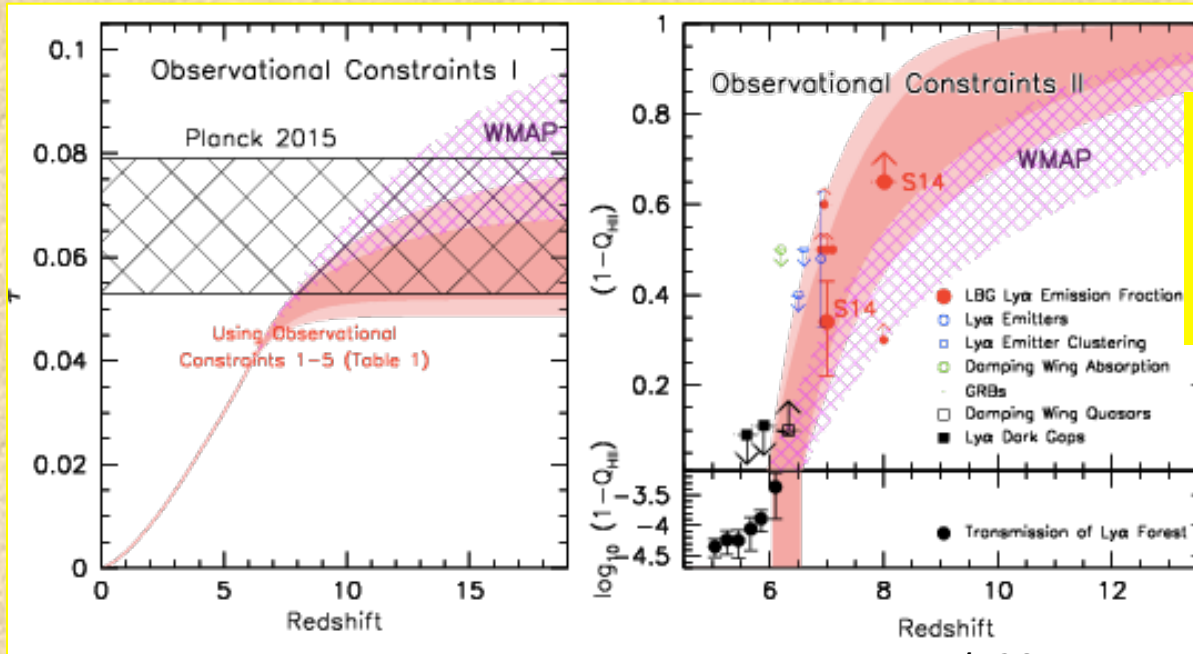 0.1
0.08
0.06
0.04
0.02
0
τ
Observational Constraints I
Planck 2015
WMAP
Using Observational
Constraints 1-5 (Table 1)
0
5
10
15
Redshift
1
0.8
0.6
0.4
0.2
(1-Q_HII)
Observational Constraints II
WMAP
S14
S14
LBG Lyα Emission Fraction
Lyα Emitters
Lyα Emitter Clustering
Damping Wing Absorption
GRBs
Damping Wing Quasars
Lyα Dark Gaps
-3.5
-4
4.5
log₁₀ (1-Q_HII)
Transmission of Lyα Forest
6
8
10
12
Redshift